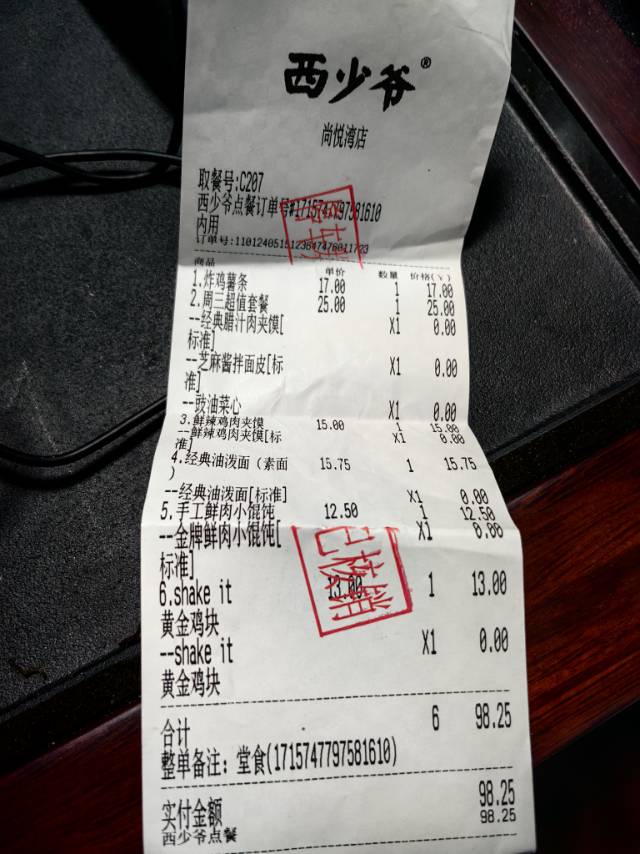 西少爷®
尚悦湾店
取餐号:C207
西少爷点餐订单号#1715747797581610
内用
商品 单价 数量 价格(¥)
1.炸鸡薯条 17.00 1 17.00
2.周三超值套餐 25.00 1 25.00
--经典腊汁肉夹馍[ X1 0.00
标准]
--芝麻酱拌面皮[标 X1 0.00
准]
--豉油菜心 X1 0.00
3.鲜辣鸡肉夹馍 15.00 1 15.00
--鲜辣鸡肉夹馍[标 X1 0.00
准]
4.经典油泼面（素面 15.75 1 15.75
)
--经典油泼面[标准] X1 0.00
5.手工鲜肉小馄饨 12.50 1 12.50
--金牌鲜肉小馄饨[ X1 0.00
标准]
已核销
6.shake it 13.00 1 13.00
黄金鸡块
--shake it X1 0.00
黄金鸡块
合计 6 98.25
整单备注: 堂食(1715747797581610)
实付金额 98.25
西少爷点餐 98.25